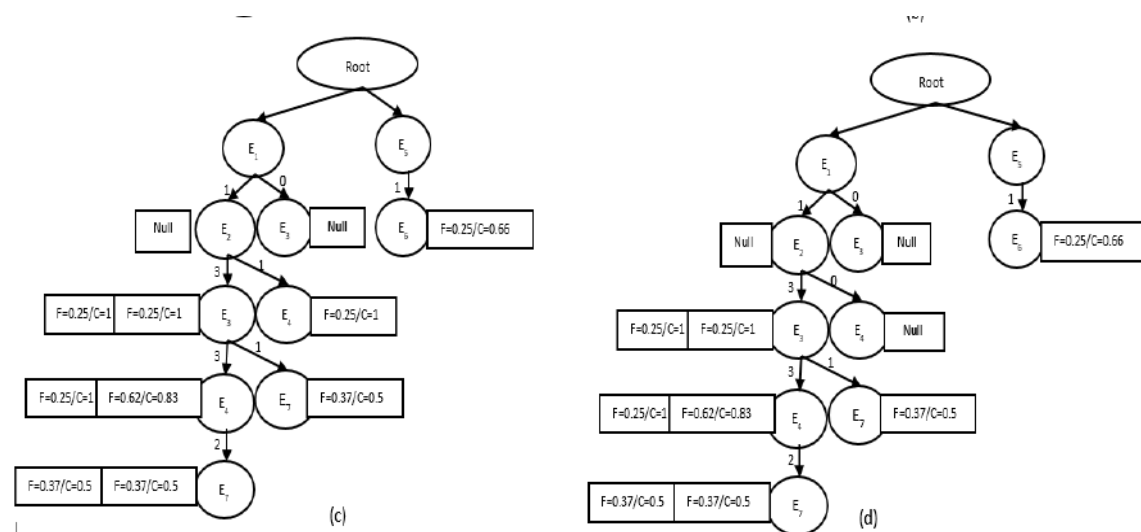 Root
E1
E5
1
0
1
Null
E2
E3
Null
E6
F=0.25/C=0.66
3
1
F=0.25/C=1
F=0.25/C=1
E3
E4
F=0.25/C=1
3
1
F=0.25/C=1
F=0.62/C=0.83
E4
E7
F=0.37/C=0.5
2
F=0.37/C=0.5
F=0.37/C=0.5
E7
(c)
Root
E1
E5
1
0
1
Null
E2
E3
Null
E6
F=0.25/C=0.66
3
0
F=0.25/C=1
F=0.25/C=1
E3
E4
Null
3
1
F=0.25/C=1
F=0.62/C=0.83
E4
E7
F=0.37/C=0.5
2
F=0.37/C=0.5
F=0.37/C=0.5
E7
(d)